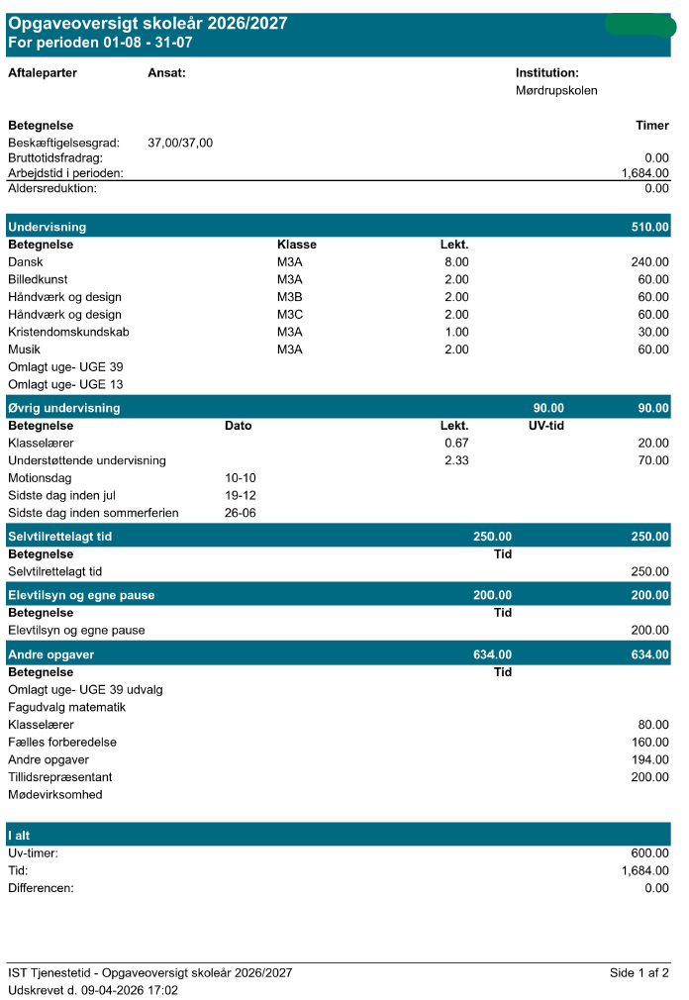 Opgaveoversigt skoleår 2026/2027
For perioden 01-08 - 31-07
Aftaleparter Ansat: Institution:
Mørdrupskolen
Betegnelse Timer
Beskæftigelsesgrad: 37,00/37,00
Bruttotidsfradrag: 0.00
Arbejdstid i perioden: 1,684.00
Aldersreduktion: 0.00
Undervisning 510.00
Betegnelse Klasse Lekt.
Dansk M3A 8.00 240.00
Billedkunst M3A 2.00 60.00
Håndværk og design M3B 2.00 60.00
Håndværk og design M3C 2.00 60.00
Kristendomskundskab M3A 1.00 30.00
Musik M3A 2.00 60.00
Omlagt uge- UGE 39
Omlagt uge- UGE 13
Øvrig undervisning 90.00 90.00
Betegnelse Dato Lekt. UV-tid
Klasselærer 0.67 20.00
Understøttende undervisning 2.33 70.00
Motionsdag 10-10
Sidste dag inden jul 19-12
Sidste dag inden sommerferien 26-06
Selvtilrettelagt tid 250.00 250.00
Betegnelse Tid
Selvtilrettelagt tid 250.00
Elevtilsyn og egne pause 200.00 200.00
Betegnelse Tid
Elevtilsyn og egne pause 200.00
Andre opgaver 634.00 634.00
Betegnelse Tid
Omlagt uge- UGE 39 udvalg
Fagudvalg matematik
Klasselærer 80.00
Fælles forberedelse 160.00
Andre opgaver 194.00
Tillidsrepræsentant 200.00
Mødevirksomhed
I alt
Uv-timer: 600.00
Tid: 1,684.00
Differencen: 0.00
IST Tjenestetid - Opgaveoversigt skoleår 2026/2027 Side 1 af 2
Udskrevet d. 09-04-2026 17:02